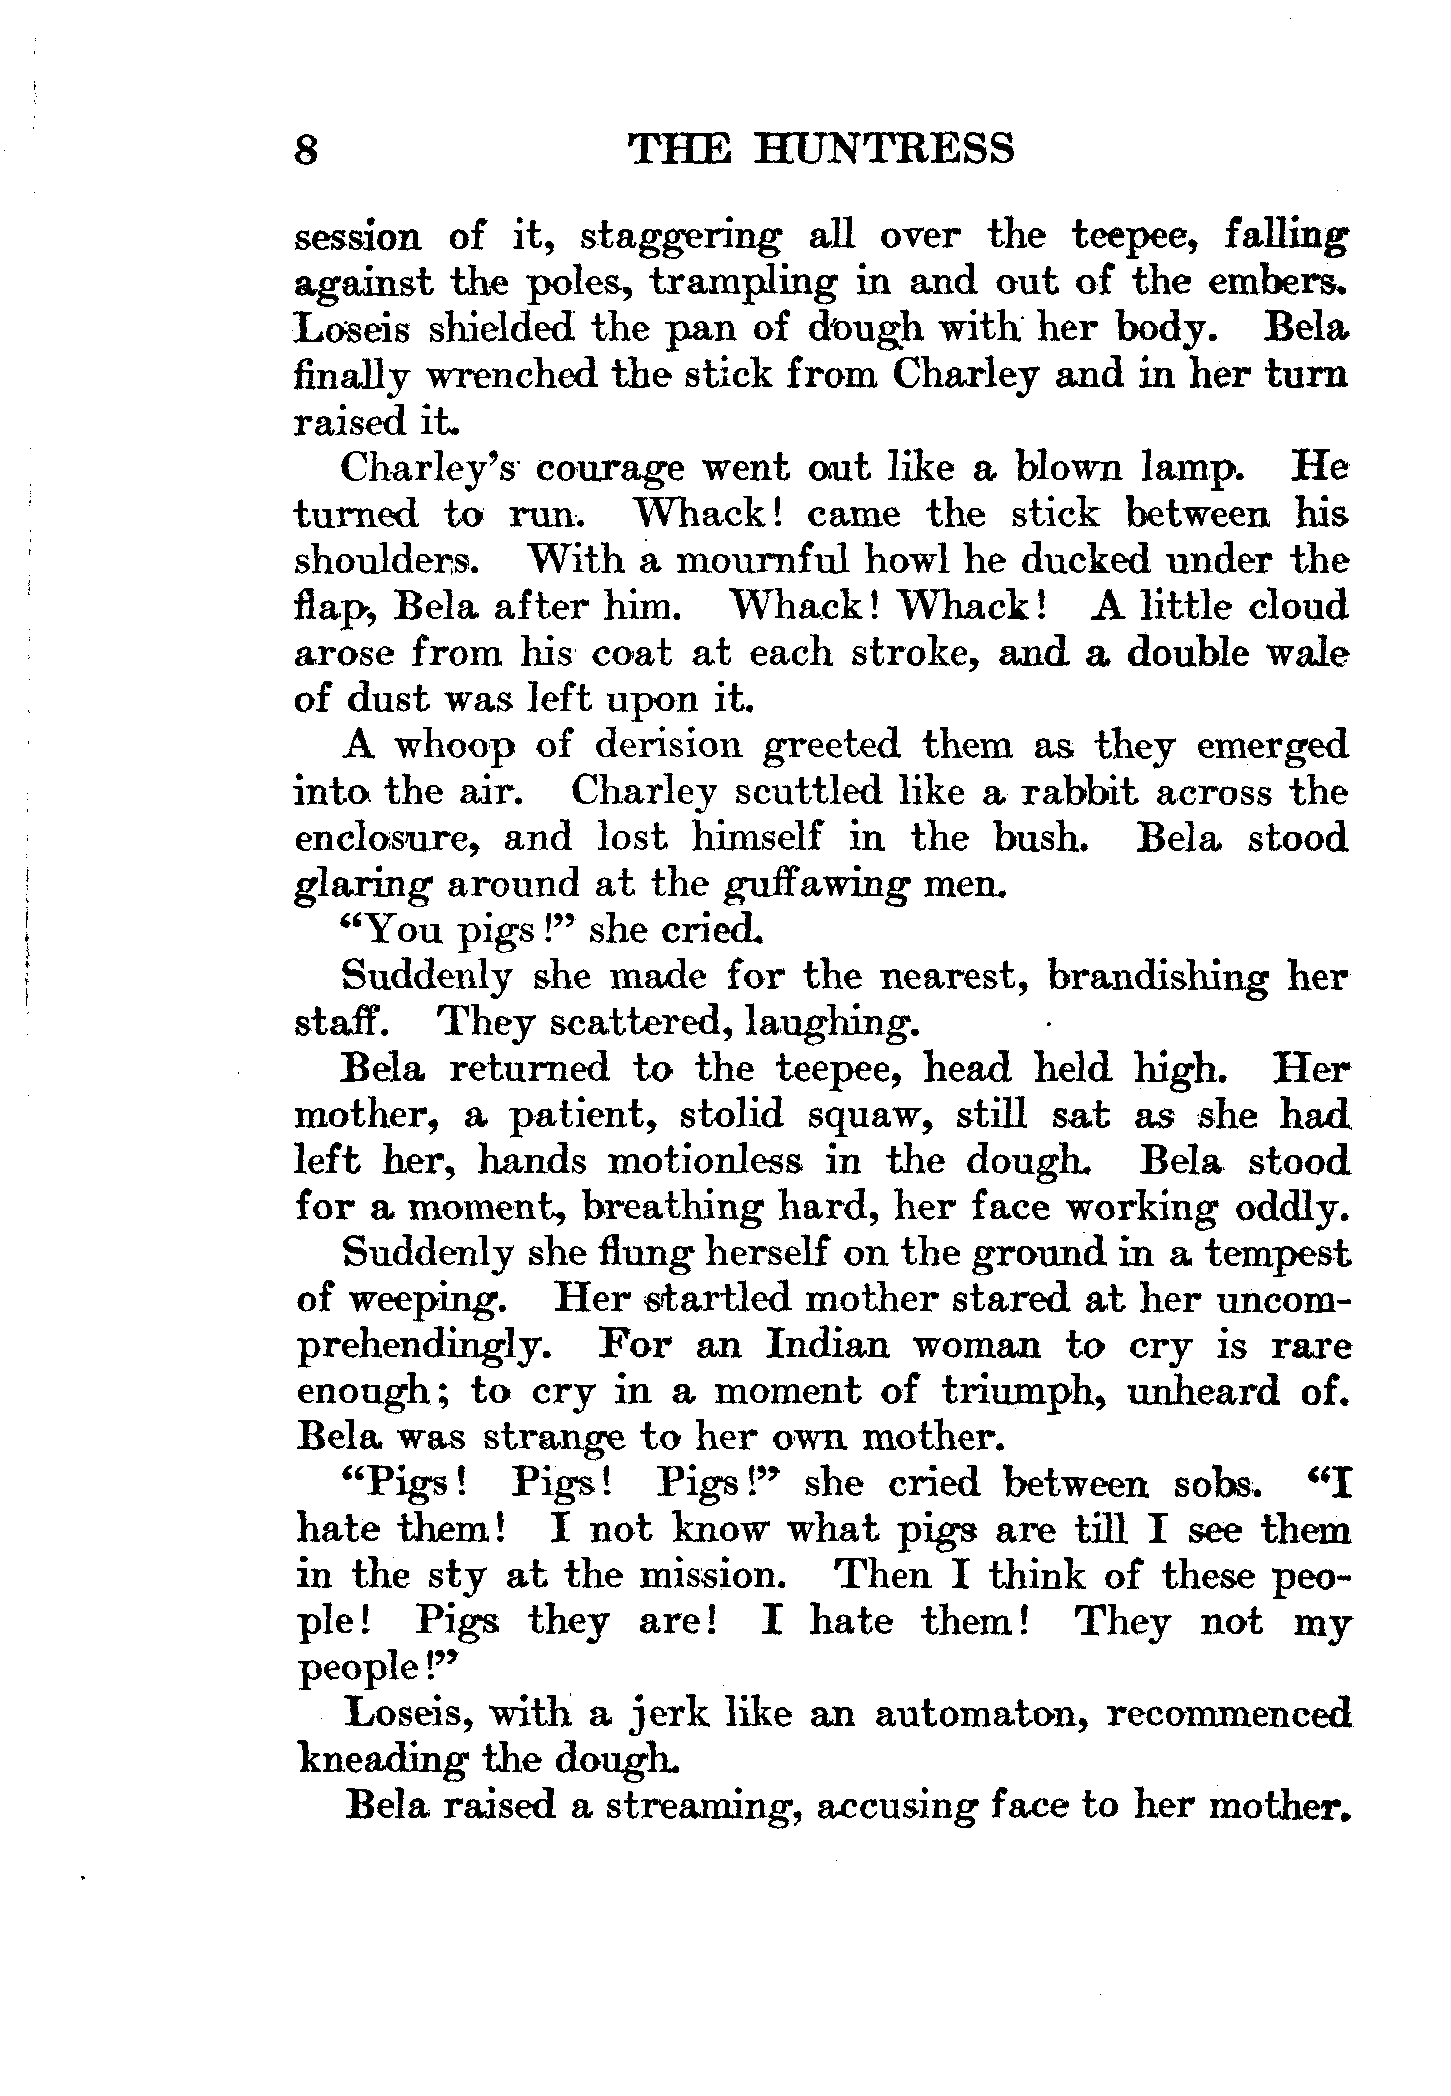 8 THE HUNTRESS
session of it, staggering all over the teepee, falling
against the poles, trampling in and out of the embers.
Loseis shielded the pan of dough with her body. Bela
finally wrenched the stick from Charley and in her turn
raised it.
Charley's courage went out like a blown lamp. He
turned to run. Whack! came the stick between his
shoulders. With a mournful howl he ducked under the
flap, Bela after him. Whack! Whack! A little cloud
arose from his coat at each stroke, and a double wale
of dust was left upon it.
A whoop of derision greeted them as they emerged
into the air. Charley scuttled like a rabbit across the
enclosure, and lost himself in the bush. Bela stood
glaring around at the guffawing men.
"You pigs!" she cried.
Suddenly she made for the nearest, brandishing her
staff. They scattered, laughing.
Bela returned to the teepee, head held high. Her
mother, a patient, stolid squaw, still sat as she had
left her, hands motionless in the dough. Bela stood
for a moment, breathing hard, her face working oddly.
Suddenly she flung herself on the ground in a tempest
of weeping. Her startled mother stared at her uncom-
prehendingly. For an Indian woman to cry is rare
enough; to cry in a moment of triumph, unheard of.
Bela was strange to her own mother.
"Pigs! Pigs! Pigs!" she cried between sobs. "I
hate them! I not know what pigs are till I see them
in the sty at the mission. Then I think of these peo-
ple! Pigs they are! I hate them! They not my
people!"
Loseis, with a jerk like an automaton, recommenced
kneading the dough.
Bela raised a streaming, accusing face to her mother.